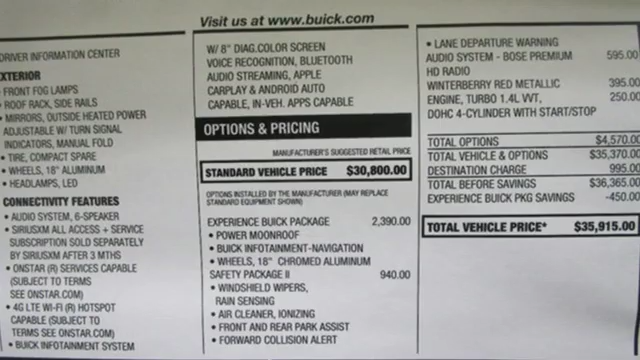 Visit us at www.buick.com
DRIVER INFORMATION CENTER
EXTERIOR
FRONT FOG LAMPS
ROOF RACK, SIDE RAILS
• MIRRORS, OUTSIDE HEATED POWER
ADJUSTABLE W/ TURN SIGNAL
INDICATORS, MANUAL FOLD
• TIRE, COMPACT SPARE
• WHEELS, 18" ALUMINUM
• HEADLAMPS, LED
CONNECTIVITY FEATURES
• AUDIO SYSTEM, 6-SPEAKER
• SIRIUSXM ALL ACCESS + SERVICE
SUBSCRIPTION SOLD SEPARATELY
BY SIRIUSXM AFTER 3 MTHS
• ONSTAR (R) SERVICES CAPABLE
(SUBJECT TO TERMS
SEE ONSTAR.COM)
• 4G LTE WI-FI (R) HOTSPOT
CAPABLE (SUBJECT TO
TERMS SEE ONSTAR.COM)
• BUICK INFOTAINMENT SYSTEM
W/ 8" DIAG.COLOR SCREEN
VOICE RECOGNITION, BLUETOOTH
AUDIO STREAMING, APPLE
CARPLAY & ANDROID AUTO
CAPABLE, IN-VEH. APPS CAPABLE
OPTIONS & PRICING
MANUFACTURER'S SUGGESTED RETAIL PRICE
STANDARD VEHICLE PRICE $30,800.00
OPTIONS INSTALLED BY THE MANUFACTURER (MAY REPLACE
STANDARD EQUIPMENT SHOWN)
EXPERIENCE BUICK PACKAGE 2,390.00
• POWER MOONROOF
• BUICK INFOTAINMENT-NAVIGATION
• WHEELS, 18" CHROMED ALUMINUM
SAFETY PACKAGE II 940.00
• WINDSHIELD WIPERS,
RAIN SENSING
• AIR CLEANER, IONIZING
• FRONT AND REAR PARK ASSIST
• FORWARD COLLISION ALERT
• LANE DEPARTURE WARNING
AUDIO SYSTEM - BOSE PREMIUM 595.00
HD RADIO
WINTERBERRY RED METALLIC 395.00
ENGINE, TURBO 1.4L VVT, 250.00
DOHC 4-CYLINDER WITH START/STOP
TOTAL OPTIONS $4,570.00
TOTAL VEHICLE & OPTIONS $35,370.00
DESTINATION CHARGE 995.00
TOTAL BEFORE SAVINGS $36,365.00
EXPERIENCE BUICK PKG SAVINGS -450.00
TOTAL VEHICLE PRICE* $35,915.00